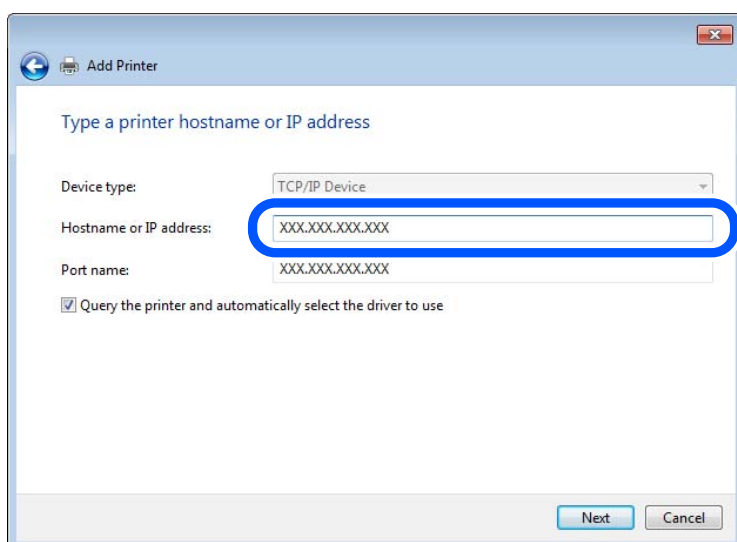 Add Printer
Type a printer hostname or IP address
Device type: TCP/IP Device
Hostname or IP address: XXX.XXX.XXX.XXX
Port name: XXX.XXX.XXX.XXX
Query the printer and automatically select the driver to use
Next Cancel